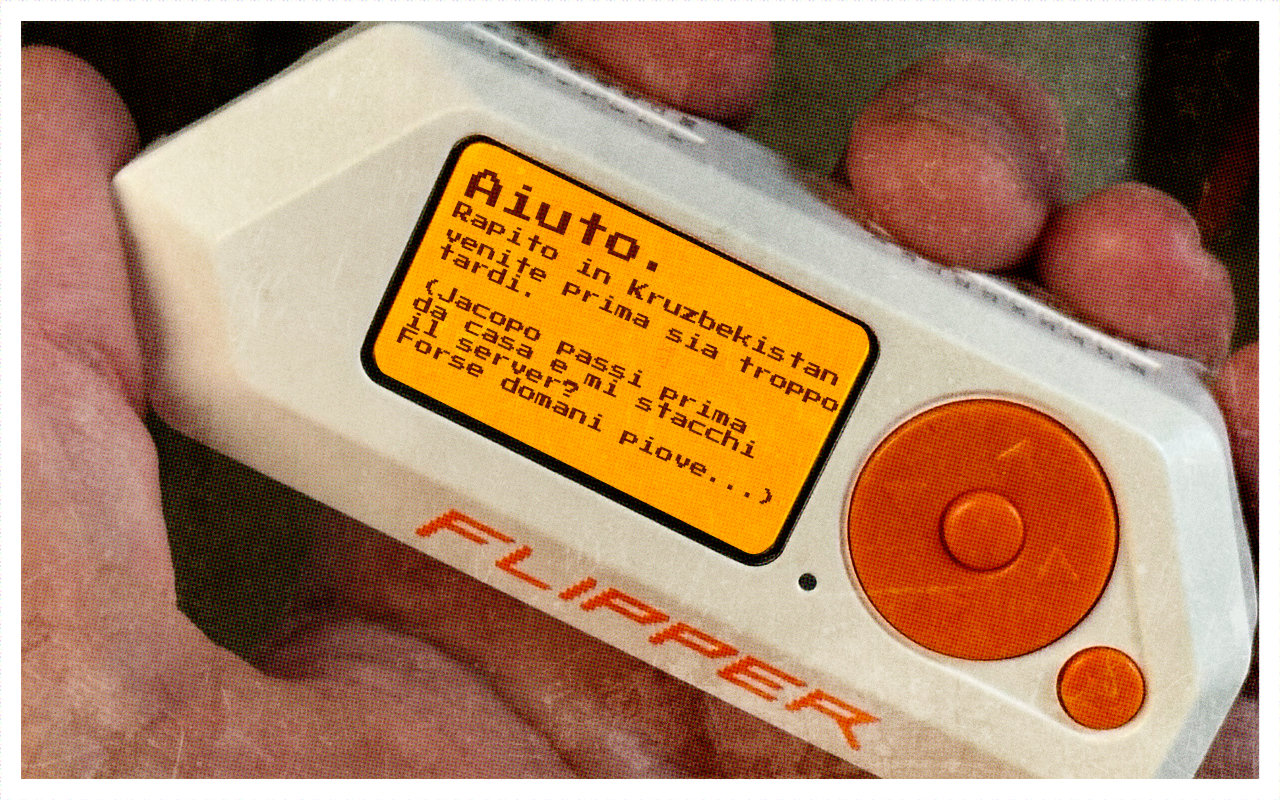 Aiuto.
Rapito in Kruzbekistan
venite prima sia troppo
tardi.
(Jacopo passi prima
da casa e mi stacchi
il server?
Forse domani piove...)
FLIPPER